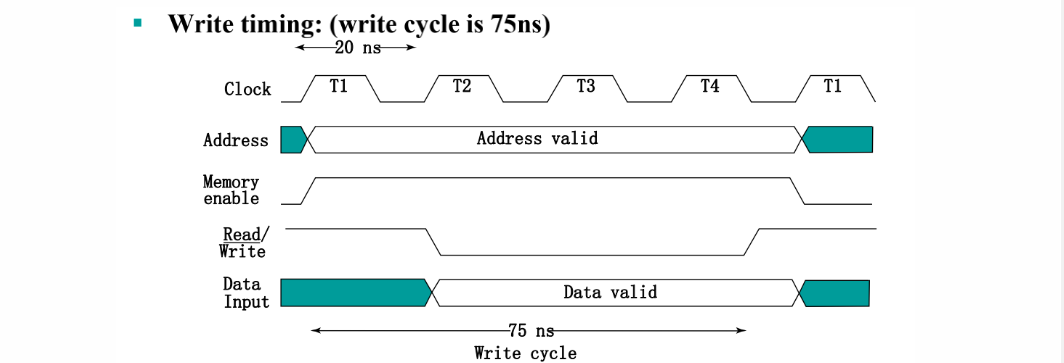 ▪ Write timing: (write cycle is 75ns)
20 ns
Clock T1 T2 T3 T4 T1
Address Address valid
Memory
enable
Read/
Write
Data
Input Data valid
75 ns
Write cycle